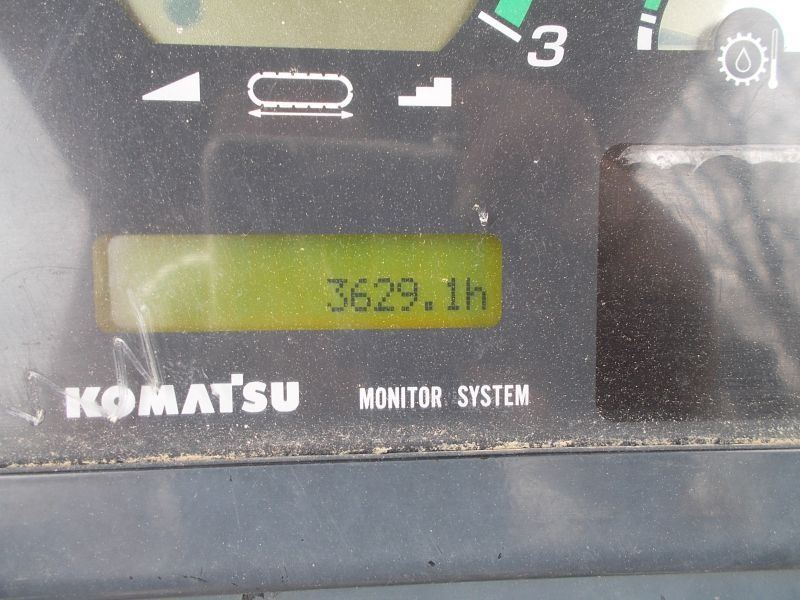 3
3629.1h
KOMATSU MONITOR SYSTEM